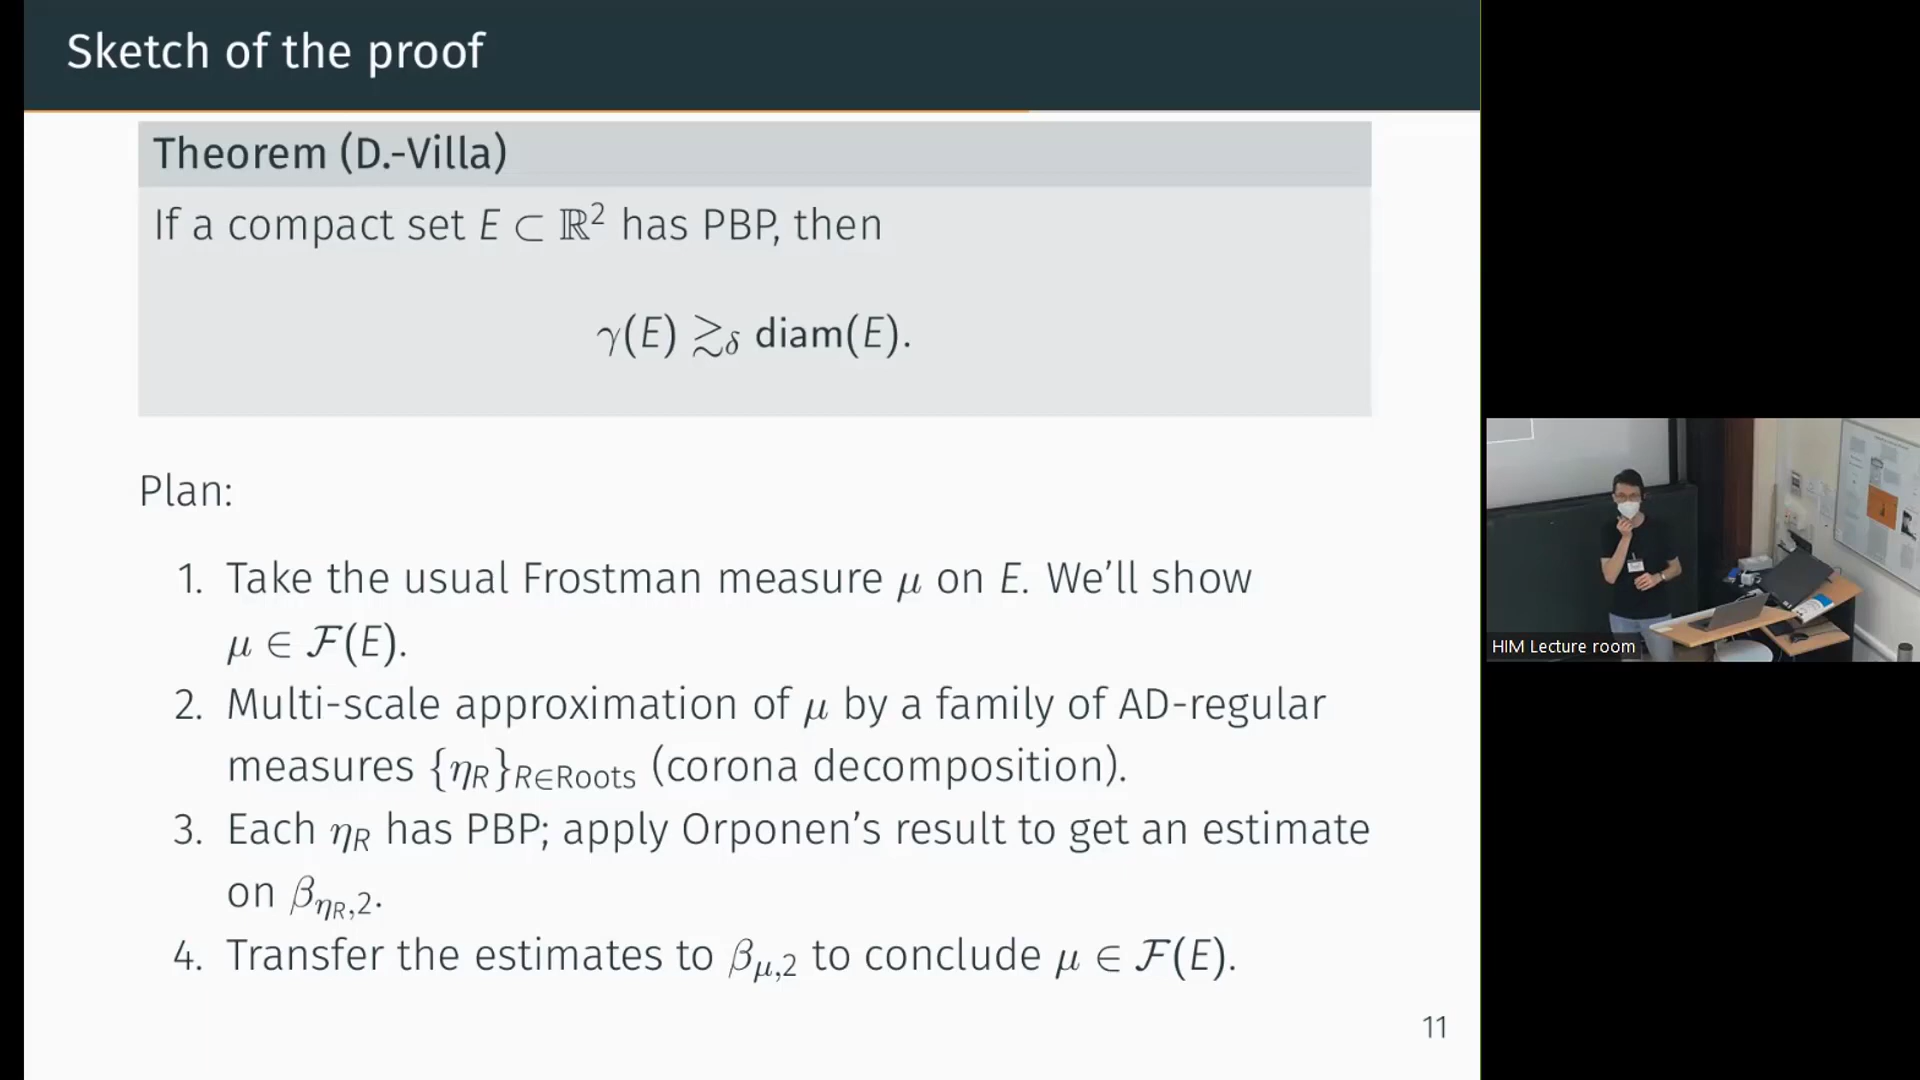 Sketch of the proof
Theorem (D.-Villa)
If a compact set E ⊂ ℝ² has PBP, then
γ(E) ≳_δ diam(E).
Plan:
1. Take the usual Frostman measure μ on E. We'll show
μ ∈ ℱ(E).
2. Multi-scale approximation of μ by a family of AD-regular
measures {η_R}_{R∈Roots} (corona decomposition).
3. Each η_R has PBP; apply Orponen's result to get an estimate
on β_{η_R,2}.
4. Transfer the estimates to β_{μ,2} to conclude μ ∈ ℱ(E).
11
HIM Lecture room